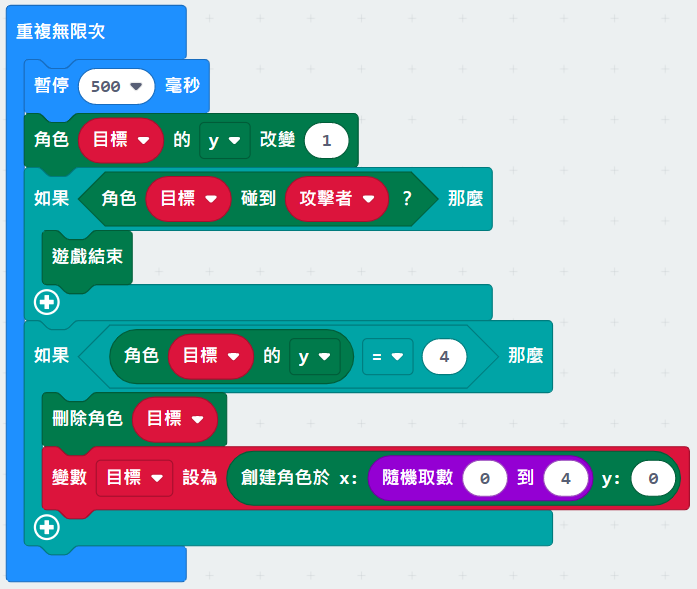 重複無限次
暫停 500 毫秒
角色 目標 的 y 改變 1
如果 角色 目標 碰到 攻擊者 ? 那麼
遊戲結束
如果 角色 目標 的 y = 4 那麼
刪除角色 目標
變數 目標 設為 創建角色於 x: 隨機取數 0 到 4 y: 0